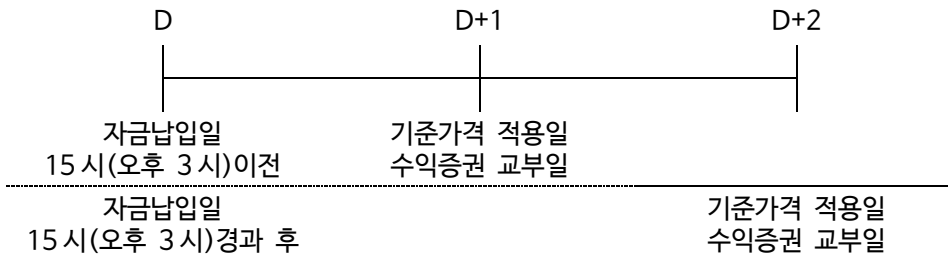 D D+1 D+2
자금납입일 기준가격 적용일
15시(오후 3시)이전 수익증권 교부일
자금납입일 기준가격 적용일
15시(오후 3시)경과 후 수익증권 교부일